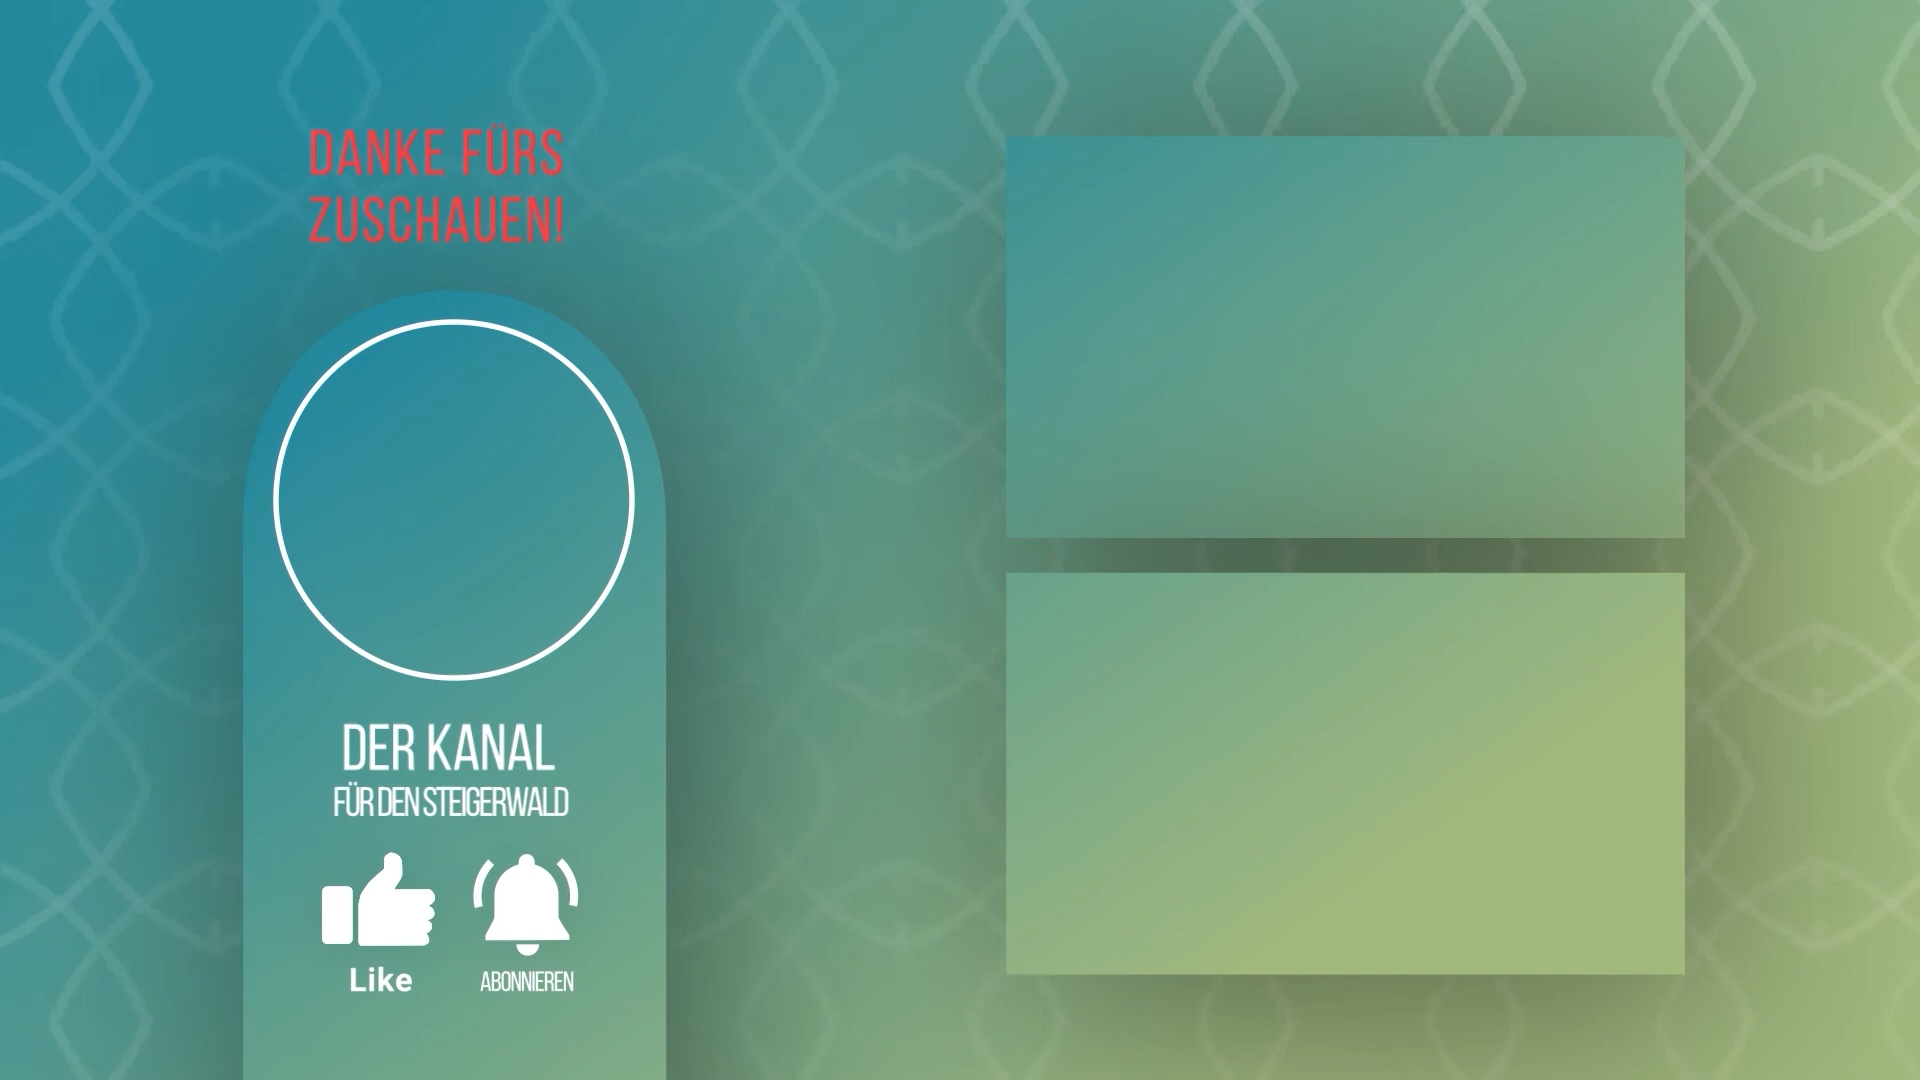 DANKE FÜRS
ZUSCHAUEN!
DER KANAL
FÜR DEN STEIGERWALD
Like
ABONNIEREN